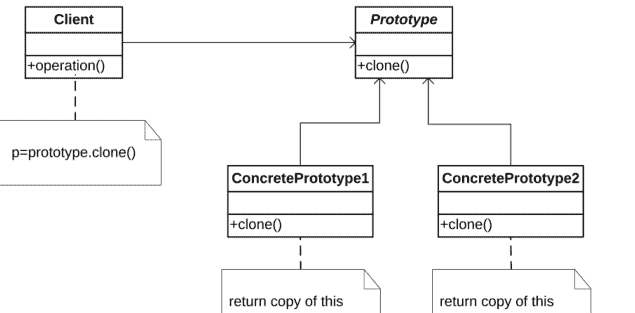 Client
Prototype
+operation()
+clone()
p=prototype.clone()
ConcretePrototype1
ConcretePrototype2
+clone()
+clone()
return copy of this
return copy of this